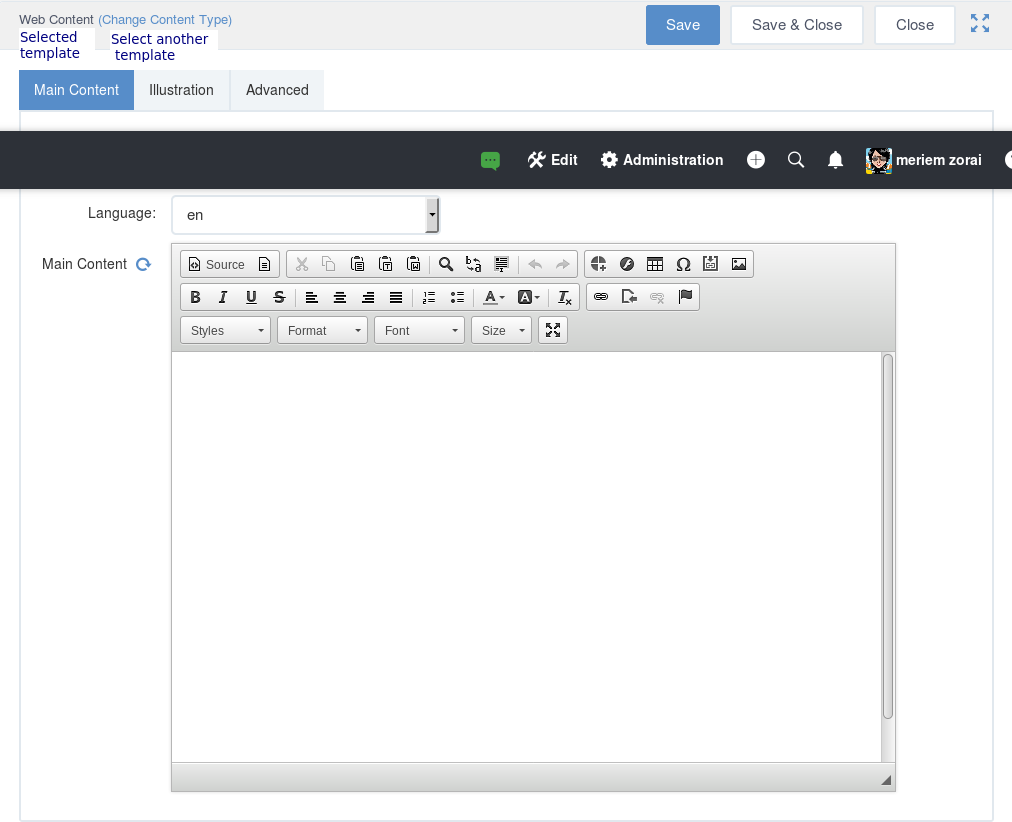 Web Content (Change Content Type)
Selected
template
Select another
template
Save
Save & Close
Close
Main Content
Illustration
Advanced
Edit
Administration
meriem zorai
Language:
en
Main Content
Source
B I U S
Styles
Format
Font
Size